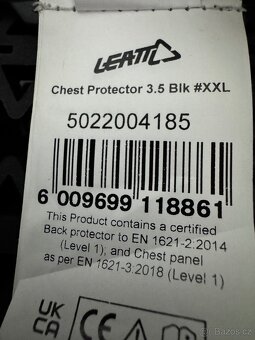 LEATT
Chest Protector 3.5 Blk #XXL
5022004185
6 009699 118861
This Product contains a certified
Back protector to EN 1621-2:2014
(Level 1), and Chest panel
as per EN 1621-3:2018 (Level 1)
UK
CA
CE
bazos.cz